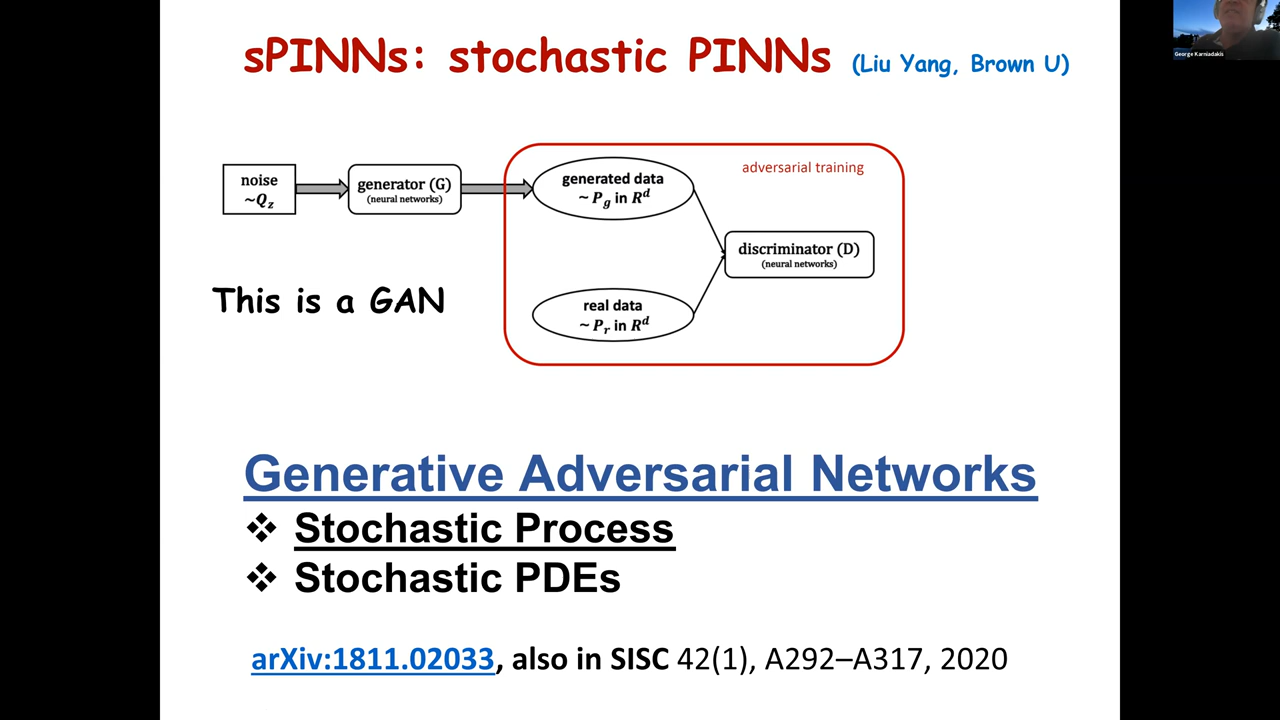 sPINNs: stochastic PINNs (Liu Yang, Brown U)
George Karniadakis
adversarial training
noise
~Q_z
generator (G)
(neural networks)
generated data
~ P_g in R^d
discriminator (D)
(neural networks)
real data
~ P_r in R^d
This is a GAN
Generative Adversarial Networks
❖ Stochastic Process
❖ Stochastic PDEs
arXiv:1811.02033, also in SISC 42(1), A292–A317, 2020